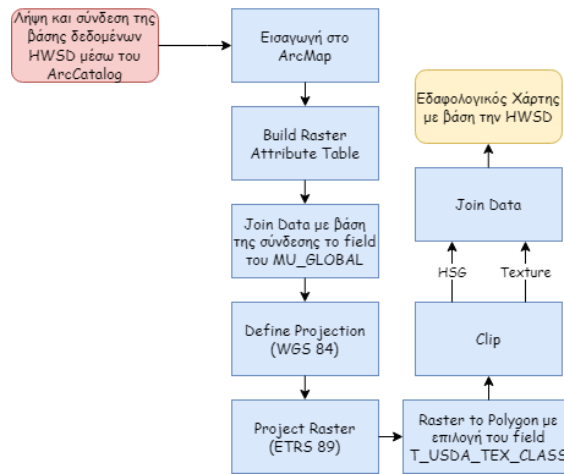 Λήψη και σύνδεση της
βάσης δεδομένων
HWSD μέσω του
ArcCatalog
Εισαγωγή στο
ArcMap
Build Raster
Attribute Table
Join Data με βάση
της σύνδεσης το field
του MU_GLOBAL
Define Projection
(WGS 84)
Project Raster
(ETRS 89)
Raster to Polygon με
επιλογή του field
T_USDA_TEX_CLASS
Clip
HSG
Texture
Join Data
Εδαφολογικός Χάρτης
με βάση την HWSD